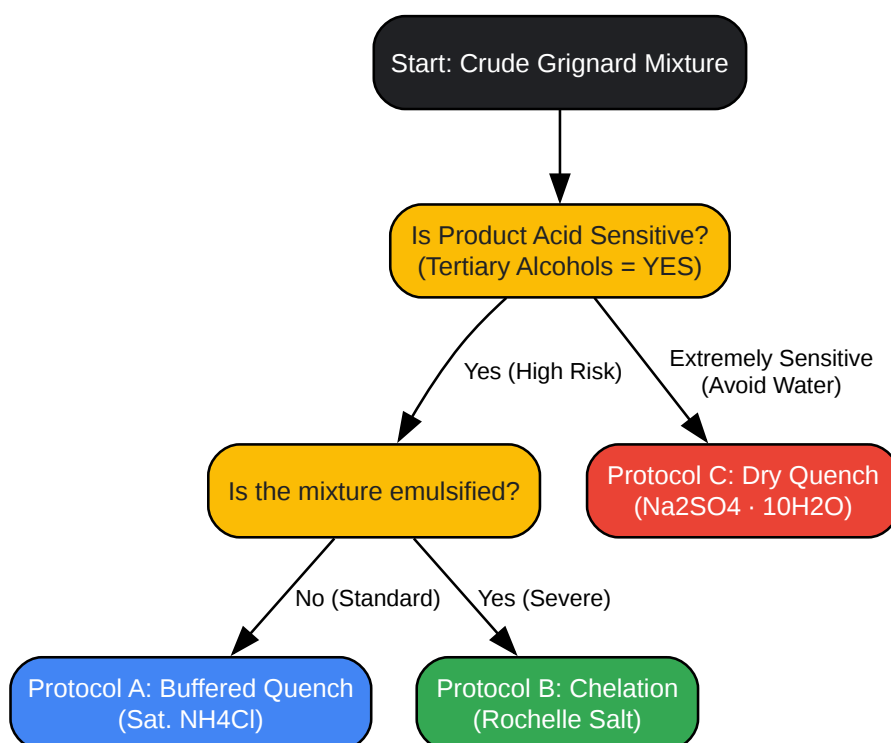 Start: Crude Grignard Mixture
Is Product Acid Sensitive?
(Tertiary Alcohols = YES)
Yes (High Risk)
Extremely Sensitive
(Avoid Water)
Is the mixture emulsified?
Protocol C: Dry Quench
(Na2SO4 · 10H2O)
No (Standard)
Yes (Severe)
Protocol A: Buffered Quench
(Sat. NH4Cl)
Protocol B: Chelation
(Rochelle Salt)